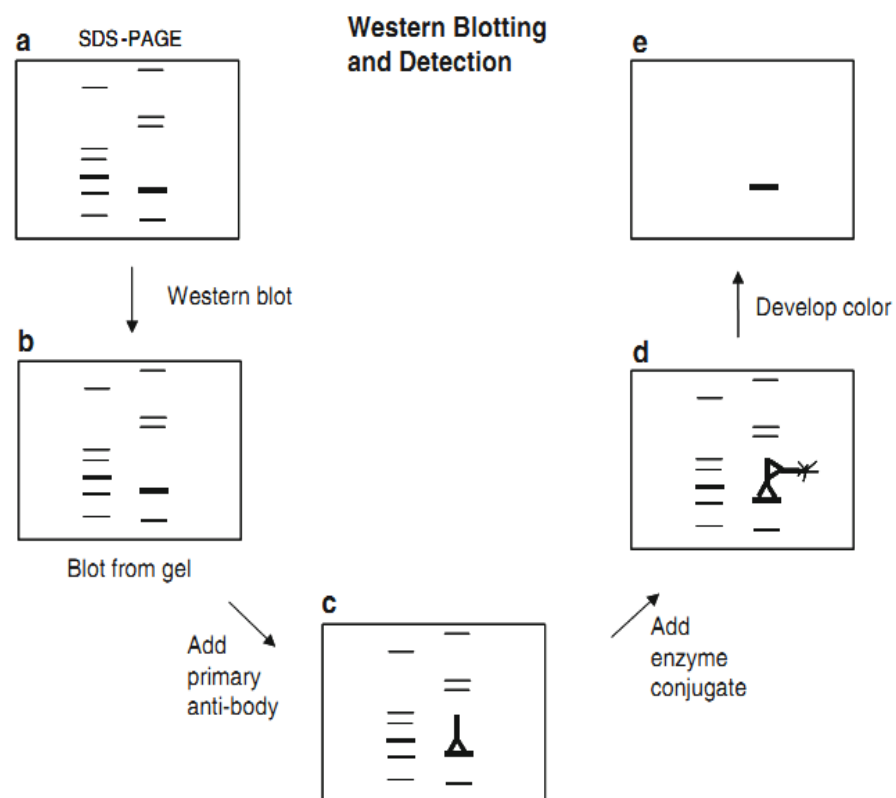 Western Blotting
and Detection
a
SDS-PAGE
Western blot
b
Blot from gel
Add
primary
anti-body
c
Add
enzyme
conjugate
d
Develop color
e